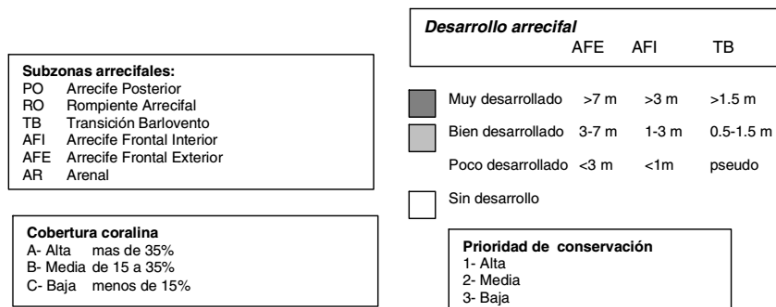 Subzonas arrecifales:
PO Arrecife Posterior
RO Rompiente Arrecifal
TB Transición Barlovento
AFI Arrecife Frontal Interior
AFE Arrecife Frontal Exterior
AR Arenal
Cobertura coralina
A- Alta mas de 35%
B- Media de 15 a 35%
C- Baja menos de 15%
Desarrollo arrecifal
AFE AFI TB
Muy desarrollado >7 m >3 m >1.5 m
Bien desarrollado 3-7 m 1-3 m 0.5-1.5 m
Poco desarrollado <3 m <1m pseudo
Sin desarrollo
Prioridad de conservación
1- Alta
2- Media
3- Baja